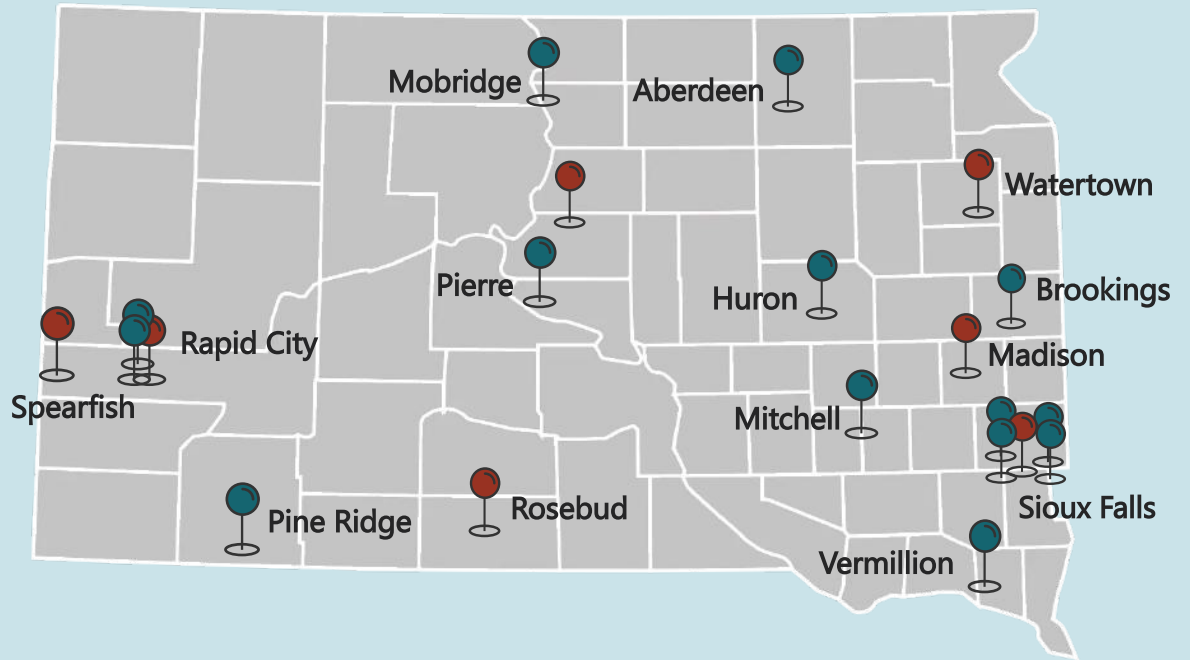 Mobridge
Aberdeen
Watertown
Pierre
Huron
Brookings
Rapid City
Madison
Spearfish
Mitchell
Pine Ridge
Rosebud
Sioux Falls
Vermillion